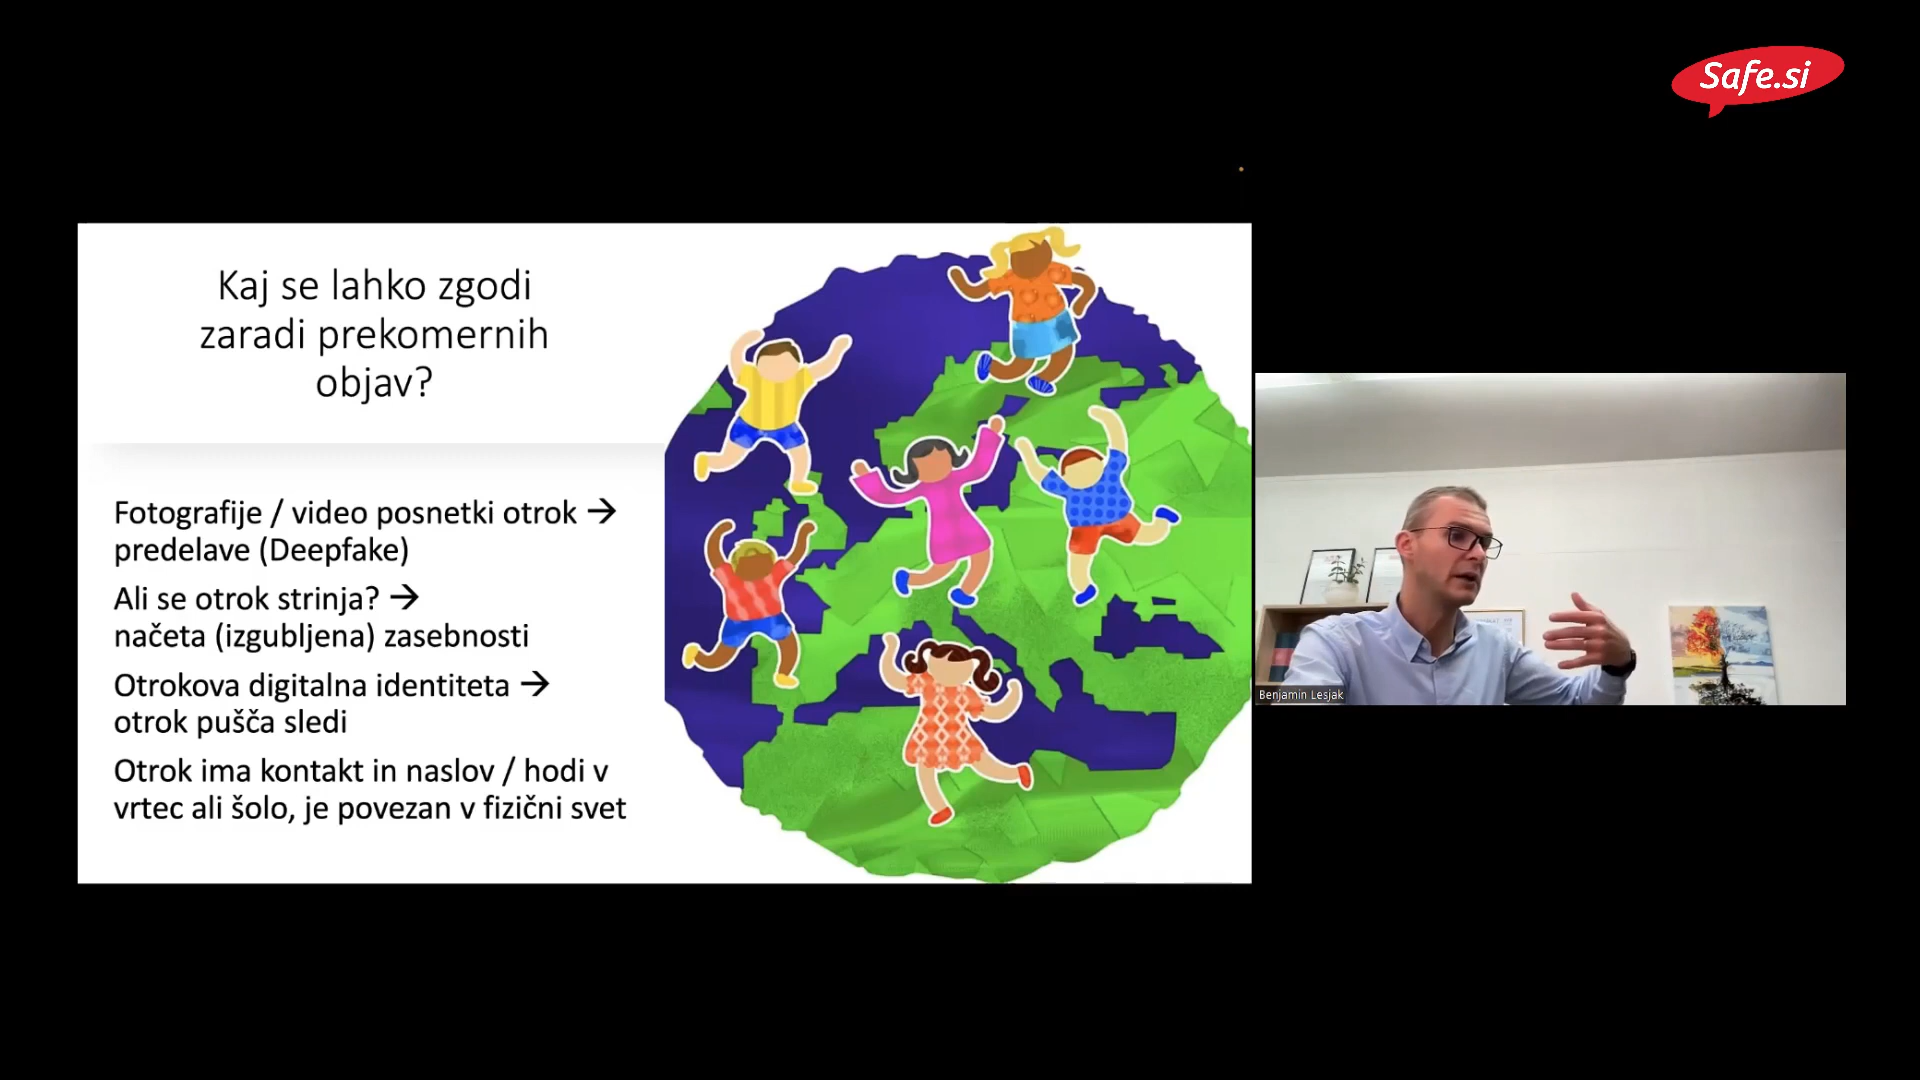 Safe.si
Kaj se lahko zgodi
zaradi prekomernih
objav?
Fotografije / video posnetki otrok →
predelave (Deepfake)
Ali se otrok strinja? →
načeta (izgubljena) zasebnosti
Otrokova digitalna identiteta →
otrok pušča sledi
Otrok ima kontakt in naslov / hodi v
vrtec ali šolo, je povezan v fizični svet
Benjamin Lesjak